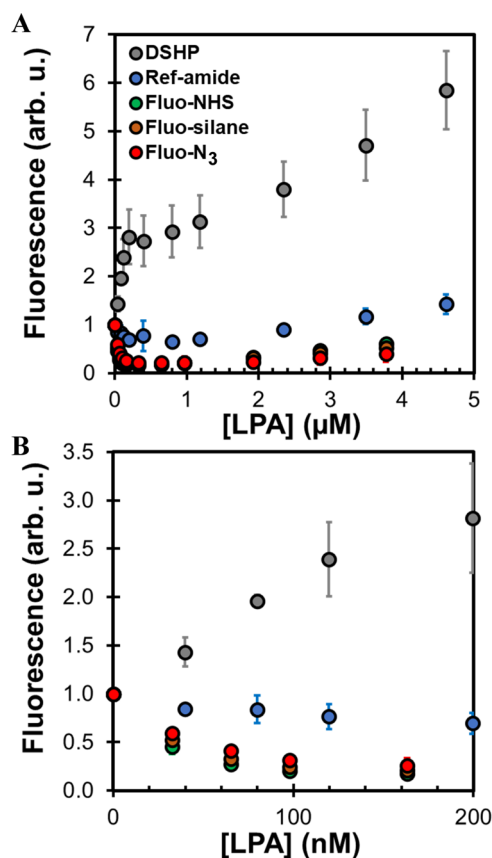 A
Fluorescence (arb. u.)
7
6
5
4
3
2
1
0
DSHP
Ref-amide
Fluo-NHS
Fluo-silane
Fluo-N₃
0 1 2 3 4 5
[LPA] (µM)
B
Fluorescence (arb. u.)
3.5
3.0
2.5
2.0
1.5
1.0
0.5
0.0
0 100 200
[LPA] (nM)